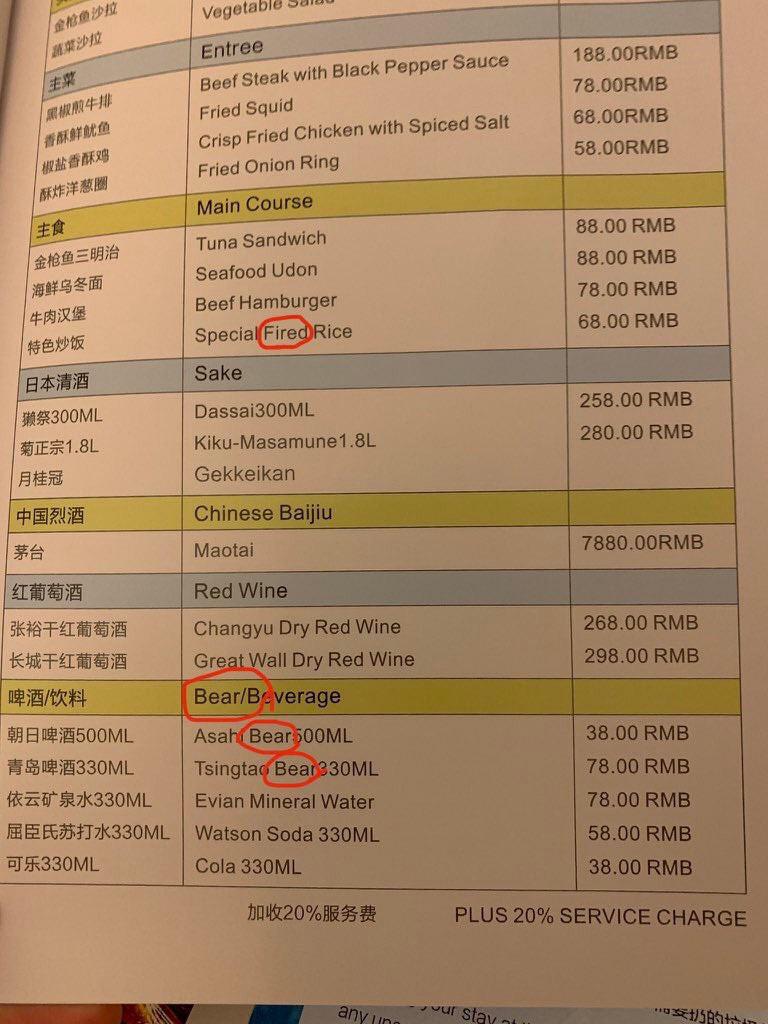 金枪鱼沙拉
蔬菜沙拉 Vegetable Salad
主菜 Entree
黑椒煎牛排 Beef Steak with Black Pepper Sauce 188.00RMB
香酥鲜鱿鱼 Fried Squid 78.00RMB
椒盐香酥鸡 Crisp Fried Chicken with Spiced Salt 68.00RMB
酥炸洋葱圈 Fried Onion Ring 58.00RMB
主食 Main Course
金枪鱼三明治 Tuna Sandwich 88.00 RMB
海鲜乌冬面 Seafood Udon 88.00 RMB
牛肉汉堡 Beef Hamburger 78.00 RMB
特色炒饭 Special Fired Rice 68.00 RMB
日本清酒 Sake
獭祭300ML Dassai300ML 258.00 RMB
菊正宗1.8L Kiku-Masamune1.8L 280.00 RMB
月桂冠 Gekkeikan
中国烈酒 Chinese Baijiu
茅台 Maotai 7880.00RMB
红葡萄酒 Red Wine
张裕干红葡萄酒 Changyu Dry Red Wine 268.00 RMB
长城干红葡萄酒 Great Wall Dry Red Wine 298.00 RMB
啤酒/饮料 Bear/Beverage
朝日啤酒500ML Asahi Bear500ML 38.00 RMB
青岛啤酒330ML Tsingtao Bear330ML 78.00 RMB
依云矿泉水330ML Evian Mineral Water 78.00 RMB
屈臣氏苏打水330ML Watson Soda 330ML 58.00 RMB
可乐330ML Cola 330ML 38.00 RMB
加收20%服务费 PLUS 20% SERVICE CHARGE
your stay at
any